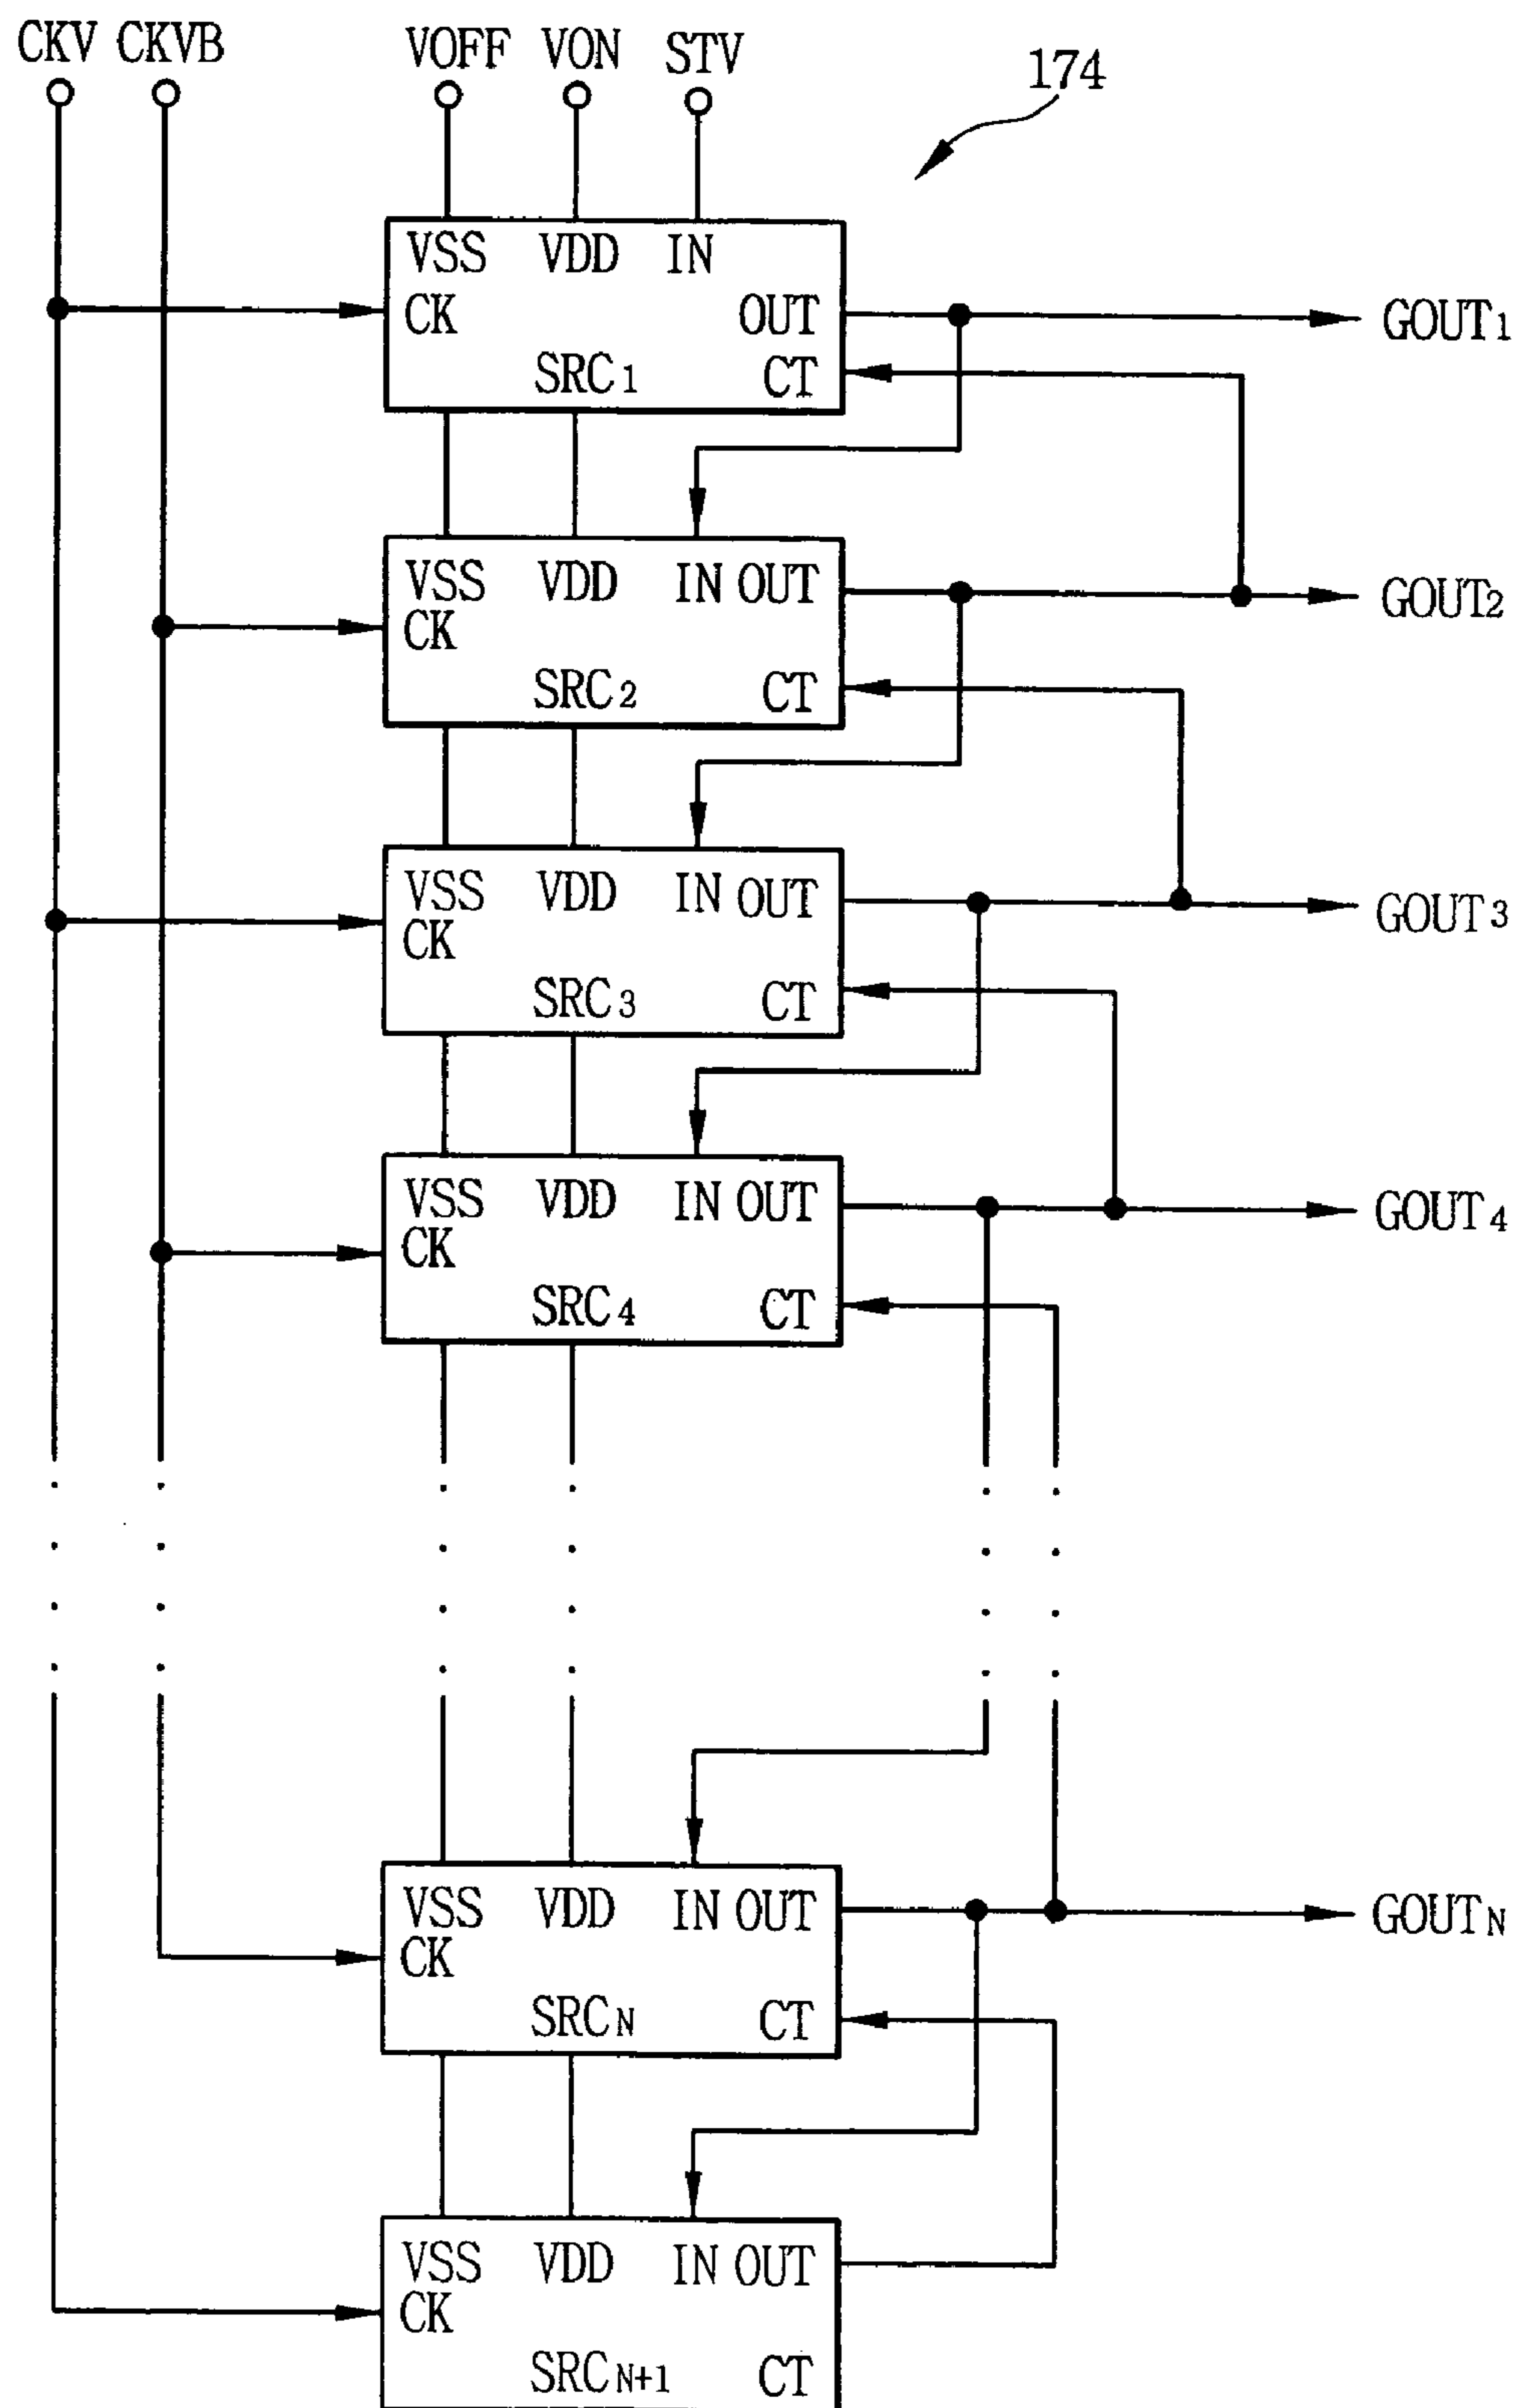 CKV CKVB VOFF VON STV
174
VSS VDD IN
CK OUT GOUT1
SRC1 CT
VSS VDD IN OUT GOUT2
CK
SRC2 CT
VSS VDD IN OUT GOUT3
CK
SRC3 CT
VSS VDD IN OUT GOUT4
CK
SRC4 CT
VSS VDD IN OUT GOUTN
CK
SRCN CT
VSS VDD IN OUT
CK
SRCN+1 CT